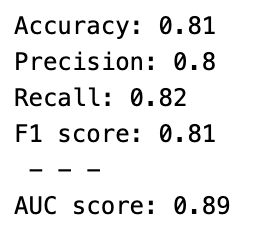 Accuracy: 0.81
Precision: 0.8
Recall: 0.82
F1 score: 0.81
– – –
AUC score: 0.89